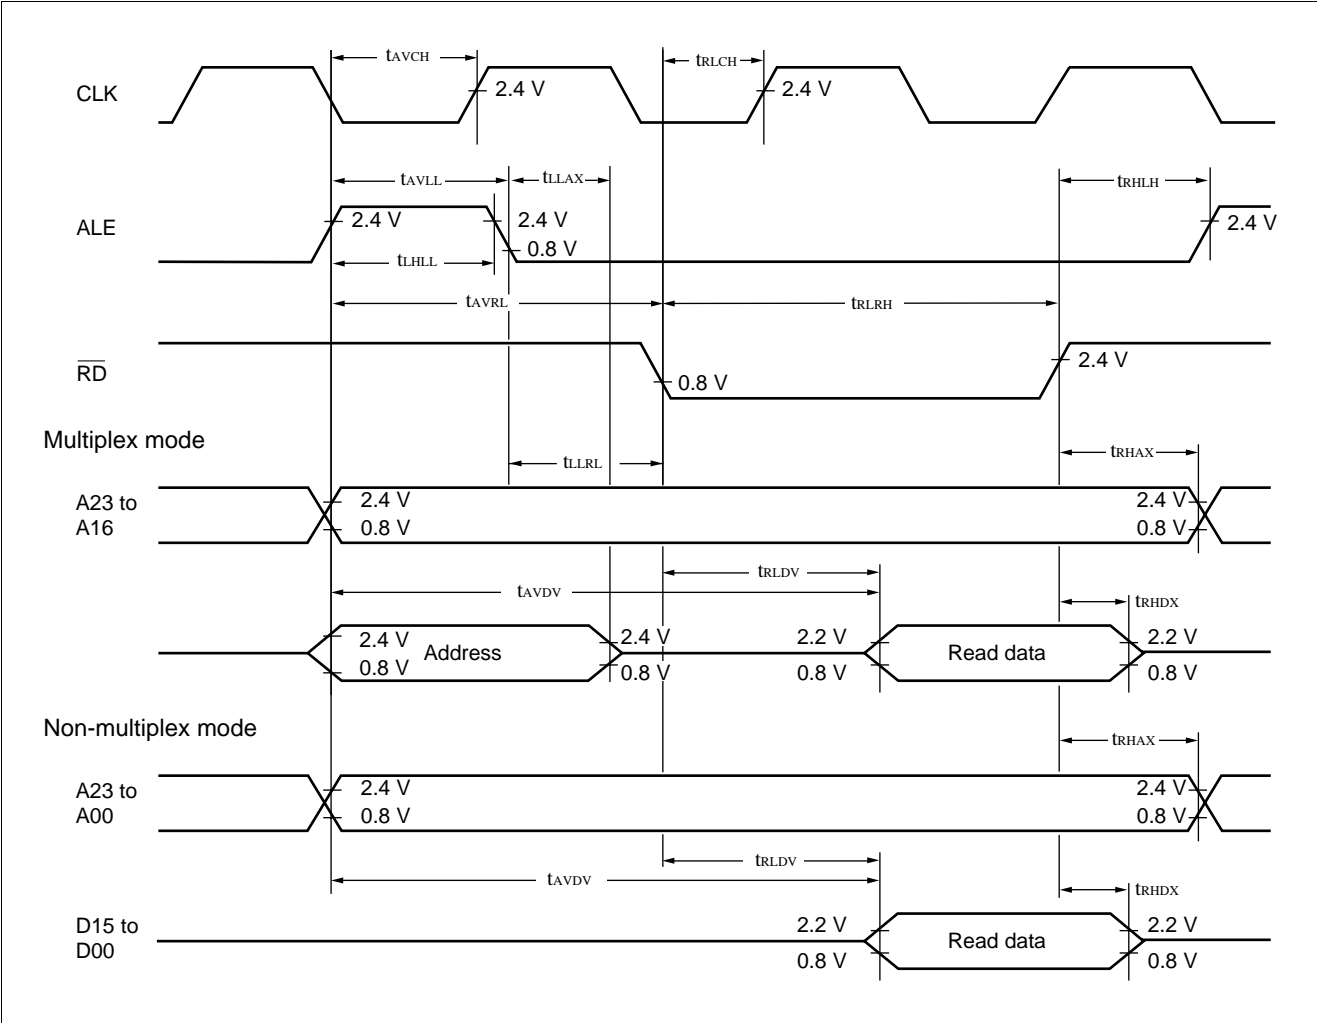 tAVCH
tRLCH
CLK
2.4 V
2.4 V
tAVLL
tLLAX
tRHLH
ALE
2.4 V
2.4 V
0.8 V
2.4 V
tLHLL
tAVRL
tRLRH
RD
0.8 V
2.4 V
Multiplex mode
tLLRL
tRHAX
A23 to
A16
2.4 V
0.8 V
2.4 V
0.8 V
tRLDV
tAVDV
tRHDX
2.4 V
0.8 V
Address
2.4 V
0.8 V
2.2 V
0.8 V
Read data
2.2 V
0.8 V
Non-multiplex mode
tRHAX
A23 to
A00
2.4 V
0.8 V
2.4 V
0.8 V
tRLDV
tAVDV
tRHDX
D15 to
D00
2.2 V
0.8 V
Read data
2.2 V
0.8 V